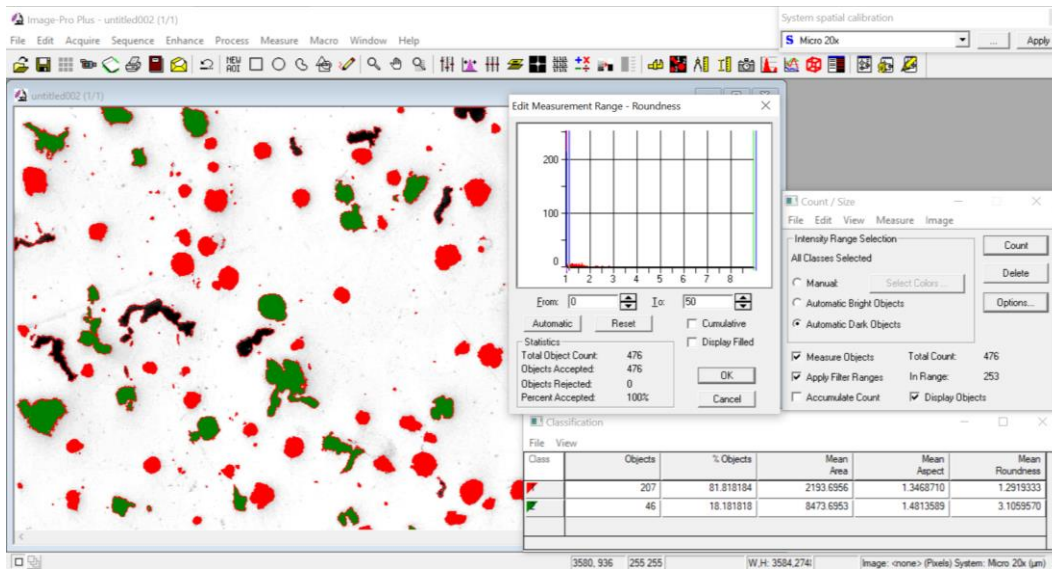 Image-Pro Plus - untitled002 (1/1)
File Edit Acquire Sequence Enhance Process Measure Macro Window Help
System spatial calibration
S Micro 20x ... Apply
NEW AOI
untitled002 (1/1)
Edit Measurement Range - Roundness
200
100
0
1 2 3 4 5 6 7 8
From: 0 To: 50
Automatic Reset Cumulative
Display Filled
Statistics
Total Object Count: 476
Objects Accepted: 476
Objects Rejected: 0
Percent Accepted: 100%
OK
Cancel
Count / Size
File Edit View Measure Image
Intensity Range Selection
All Classes Selected
Manual: Select Colors...
Automatic Bright Objects
Automatic Dark Objects
Count
Delete
Options...
Measure Objects Total Count: 476
Apply Filter Ranges In Range: 253
Accumulate Count Display Objects
Classification
File View
Class Objects % Objects Mean Area Mean Aspect Mean Roundness
207 81.818184 2193.6956 1.3468710 1.2919333
46 18.181818 8473.6953 1.4813589 3.1059570
3580, 936 255 255 Image: <none> (Pixels) System: Micro 20x (µm)